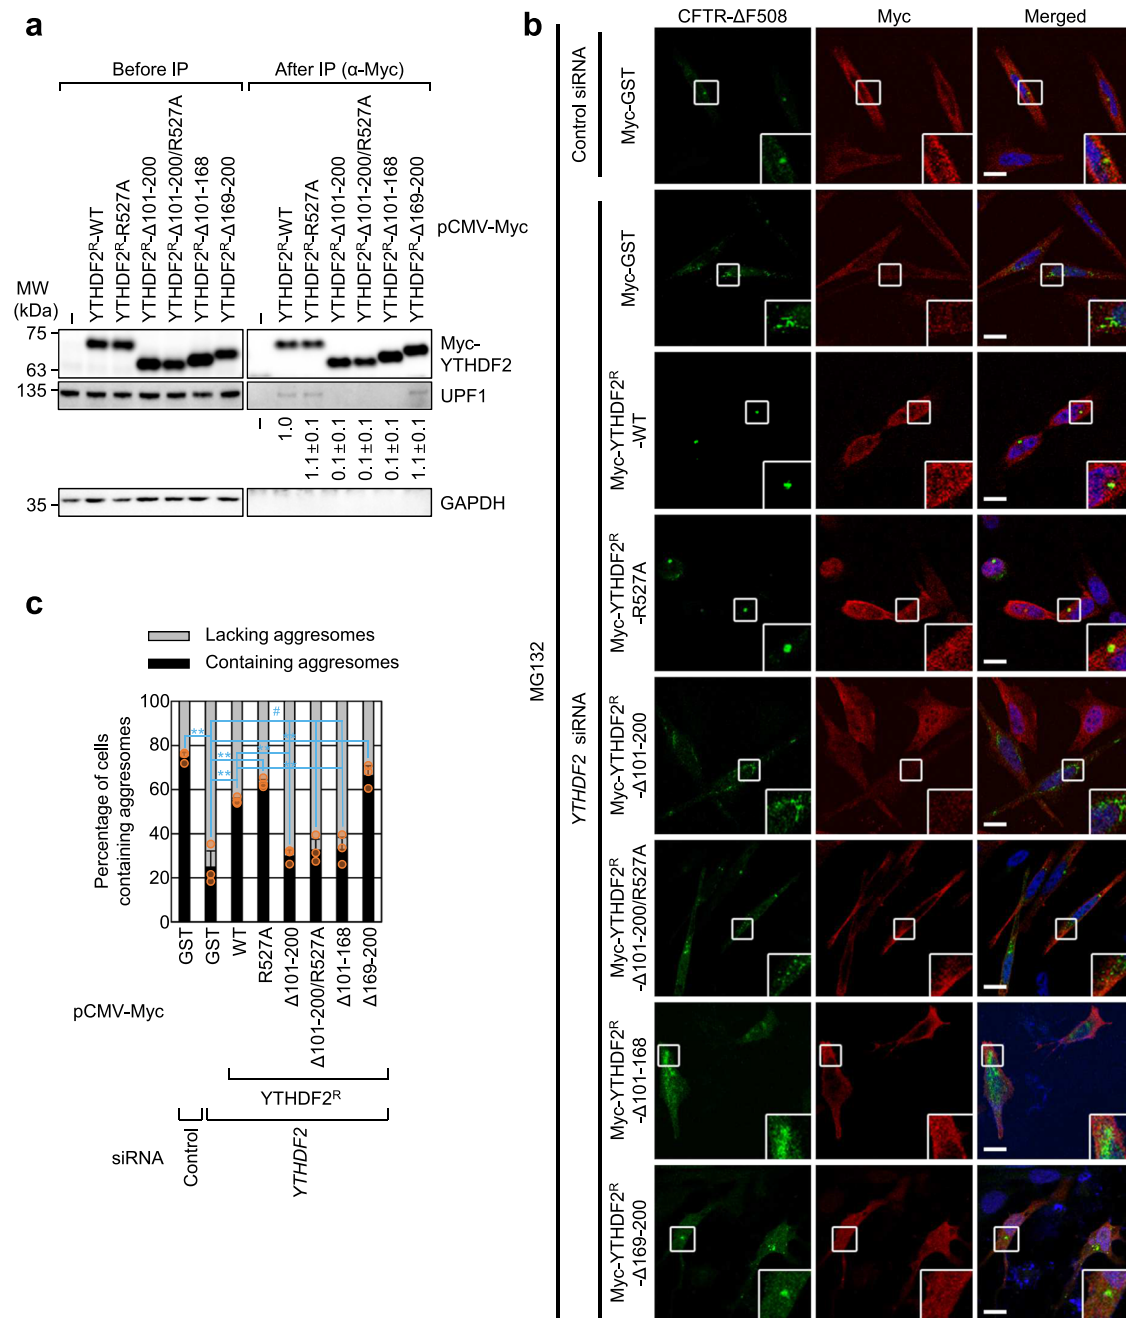 a
Before IP
After IP (α-Myc)
YTHDF2R-WT
YTHDF2R-R527A
YTHDF2R-Δ101-200
YTHDF2R-Δ101-200/R527A
YTHDF2R-Δ101-168
YTHDF2R-Δ169-200
YTHDF2R-WT
YTHDF2R-R527A
YTHDF2R-Δ101-200
YTHDF2R-Δ101-200/R527A
YTHDF2R-Δ101-168
YTHDF2R-Δ169-200
pCMV-Myc
MW
(kDa)
–
–
75
63
Myc-
YTHDF2
135
UPF1
–
1.0
1.1±0.1
0.1±0.1
0.1±0.1
0.1±0.1
1.1±0.1
35
GAPDH
b
CFTR-ΔF508
Myc
Merged
MG132
Control siRNA
Myc-GST
YTHDF2 siRNA
Myc-GST
Myc-YTHDF2R
-WT
Myc-YTHDF2R
-R527A
Myc-YTHDF2R
-Δ101-200
Myc-YTHDF2R
-Δ101-200/R527A
Myc-YTHDF2R
-Δ101-168
Myc-YTHDF2R
-Δ169-200
c
Lacking aggresomes
Containing aggresomes
Percentage of cells
containing aggresomes
100
80
60
40
20
0
**
**
**
#
GST
GST
WT
R527A
Δ101-200
Δ101-200/R527A
Δ101-168
Δ169-200
pCMV-Myc
YTHDF2R
siRNA
Control
YTHDF2